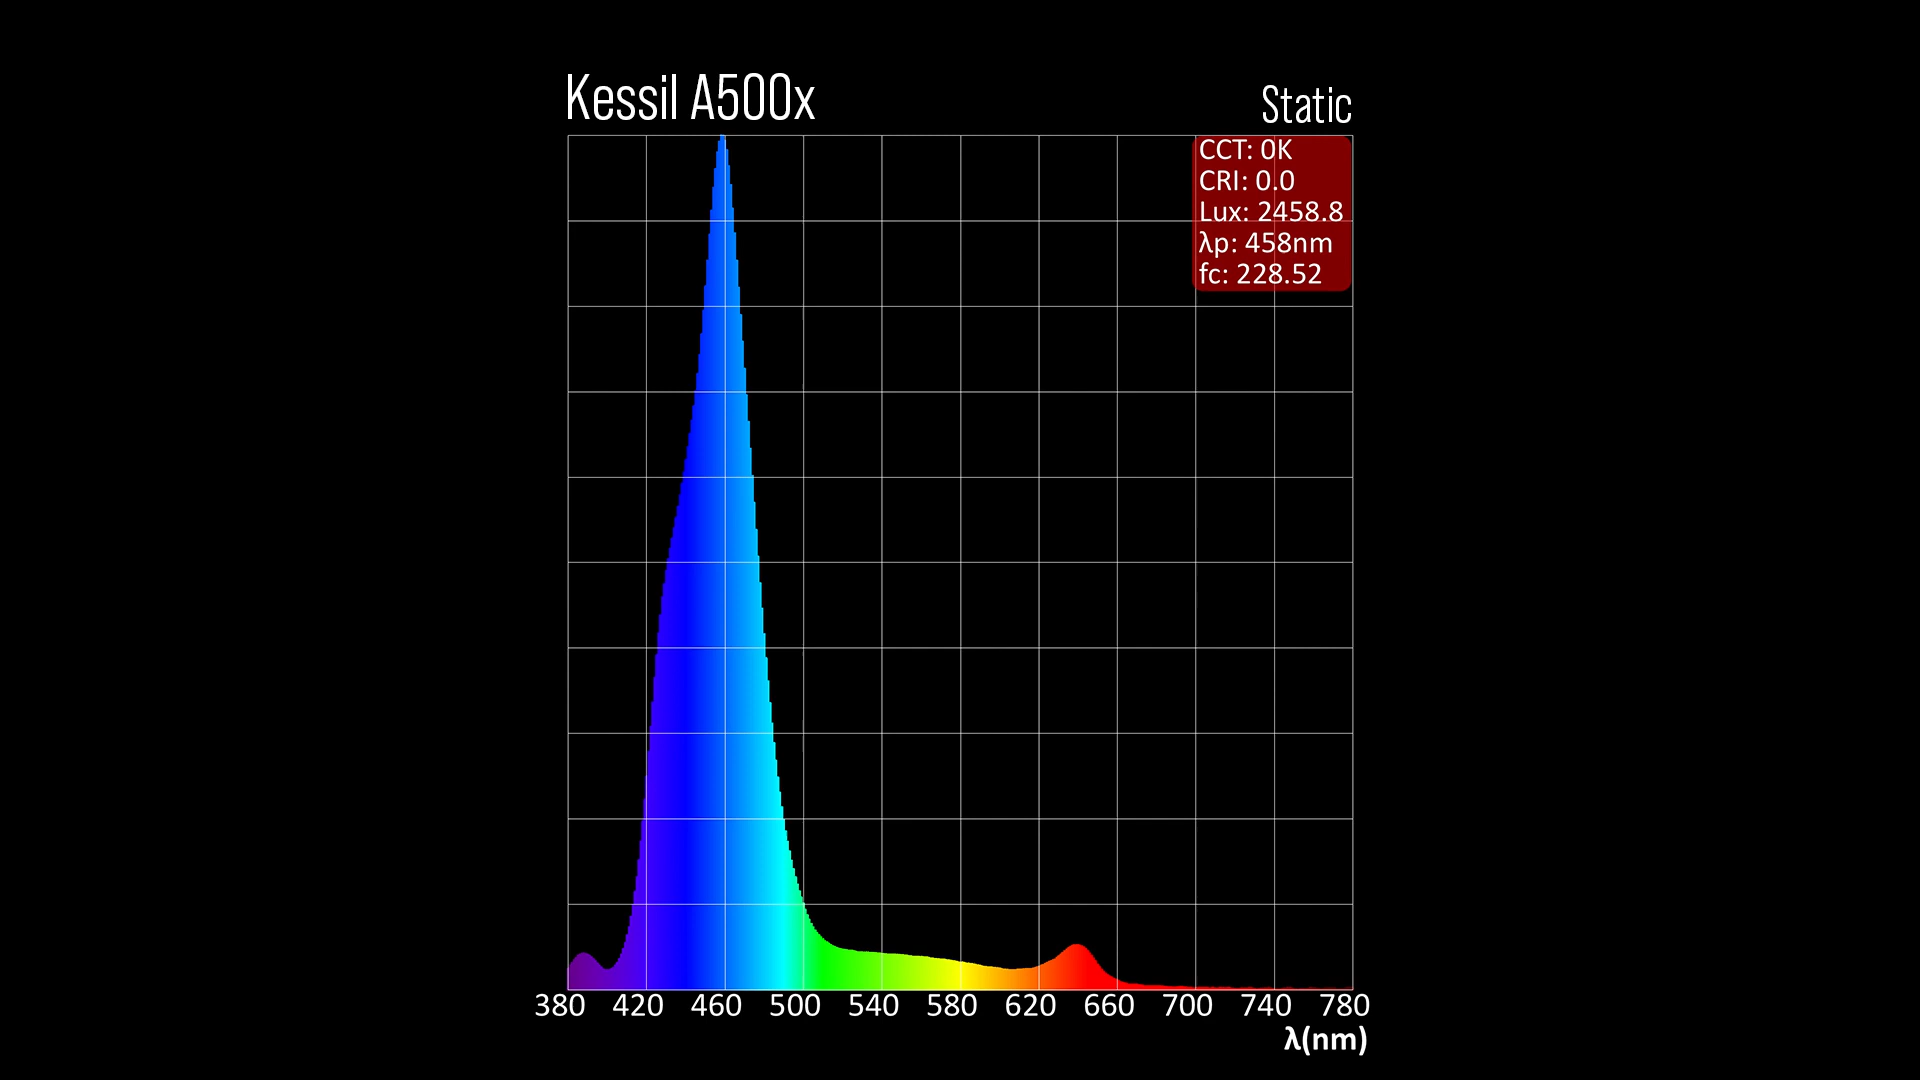 Kessil A500x
Static
CCT: 0K
CRI: 0.0
Lux: 2458.8
λp: 458nm
fc: 228.52
380 420 460 500 540 580 620 660 700 740 780
λ(nm)